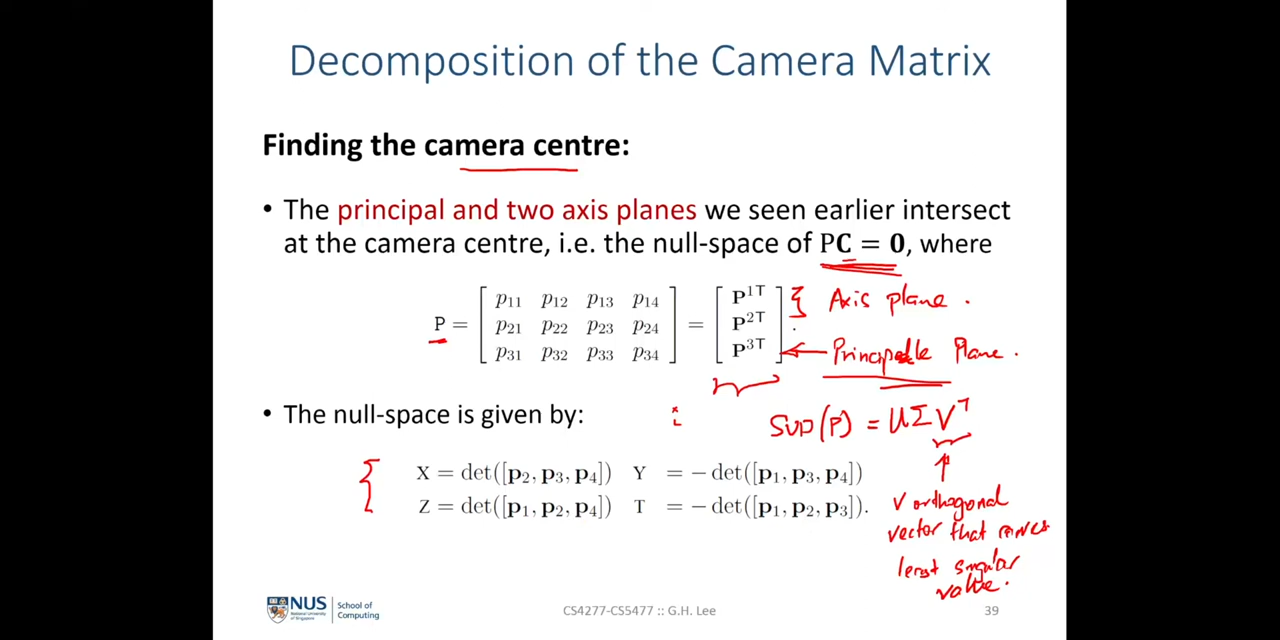 Decomposition of the Camera Matrix
Finding the camera centre:
• The principal and two axis planes we seen earlier intersect
at the camera centre, i.e. the null-space of PC = 0, where
P = [ p11 p12 p13 p14 ] = [ P1T ] Axis plane.
p21 p22 p23 p24 P2T
p31 p32 p33 p34 P3T Principle Plane.
• The null-space is given by:
SVD(P) = UΣVT
X = det([p2, p3, p4]) Y = −det([p1, p3, p4])
Z = det([p1, p2, p4]) T = −det([p1, p2, p3]).
V orthogonal
vector that
least singular
value.
NUS
National University
of Singapore
School of
Computing
CS4277-CS5477 :: G.H. Lee
39